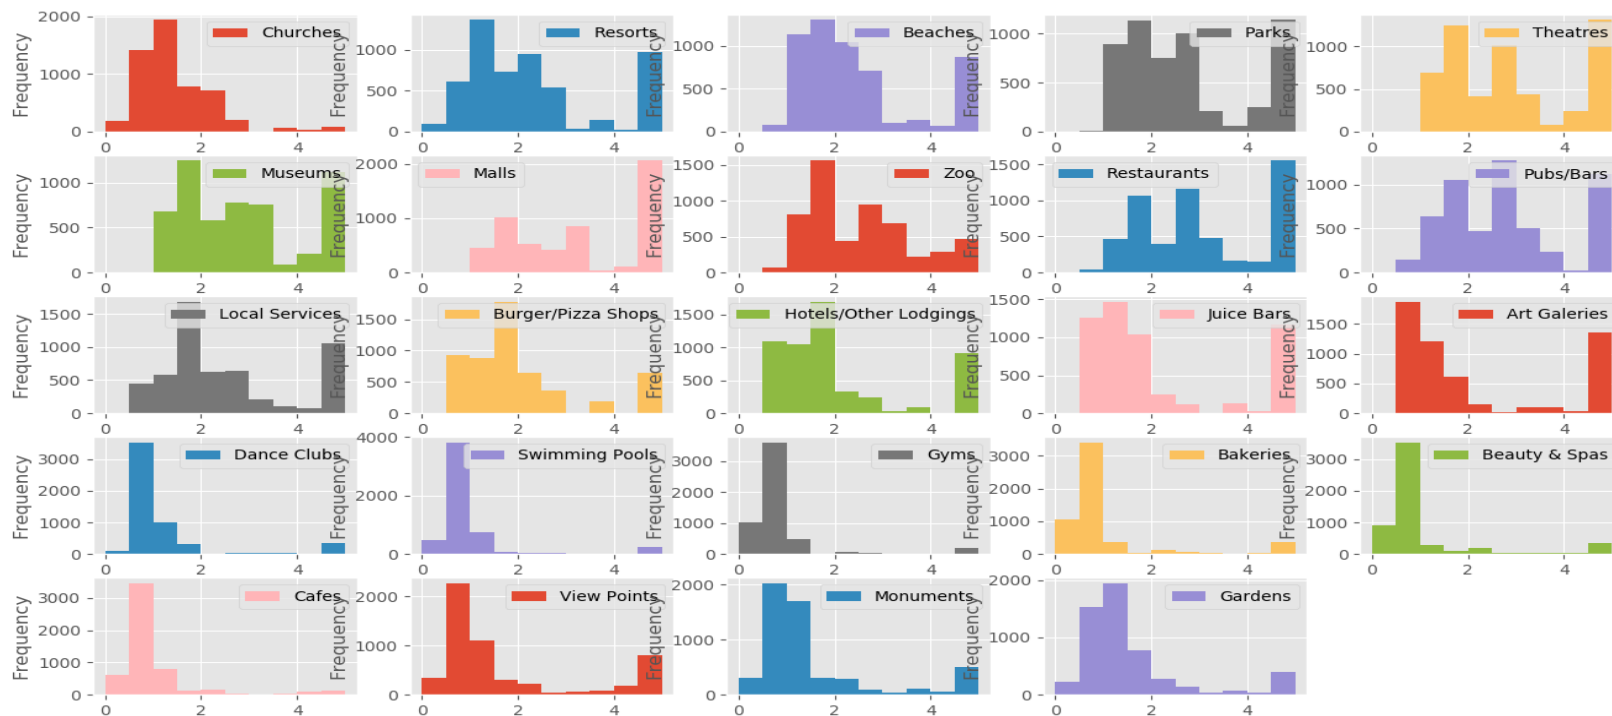 2000
1000
0
Frequency
Churches
0 2 4
1000
500
0
Frequency
Resorts
0 2 4
1000
500
0
Frequency
Beaches
0 2 4
1000
500
0
Frequency
Parks
0 2 4
1000
500
0
Frequency
Theatres
0 2 4
1000
500
0
Frequency
Museums
0 2 4
2000
1000
0
Frequency
Malls
0 2 4
1500
1000
500
0
Frequency
Zoo
0 2 4
1500
1000
500
0
Frequency
Restaurants
0 2 4
1000
500
0
Frequency
Pubs/Bars
0 2 4
1500
1000
500
0
Frequency
Local Services
0 2 4
1500
1000
500
0
Frequency
Burger/Pizza Shops
0 2 4
1500
1000
500
0
Frequency
Hotels/Other Lodgings
0 2 4
1500
1000
500
0
Frequency
Juice Bars
0 2 4
1500
1000
500
0
Frequency
Art Galeries
0 2 4
3000
2000
1000
0
Frequency
Dance Clubs
0 2 4
4000
2000
0
Frequency
Swimming Pools
0 2 4
3000
2000
1000
0
Frequency
Gyms
0 2 4
3000
2000
1000
0
Frequency
Bakeries
0 2 4
3000
2000
1000
0
Frequency
Beauty & Spas
0 2 4
3000
2000
1000
0
Frequency
Cafes
0 2 4
2000
1000
0
Frequency
View Points
0 2 4
2000
1000
0
Frequency
Monuments
0 2 4
2000
1000
0
Frequency
Gardens
0 2 4